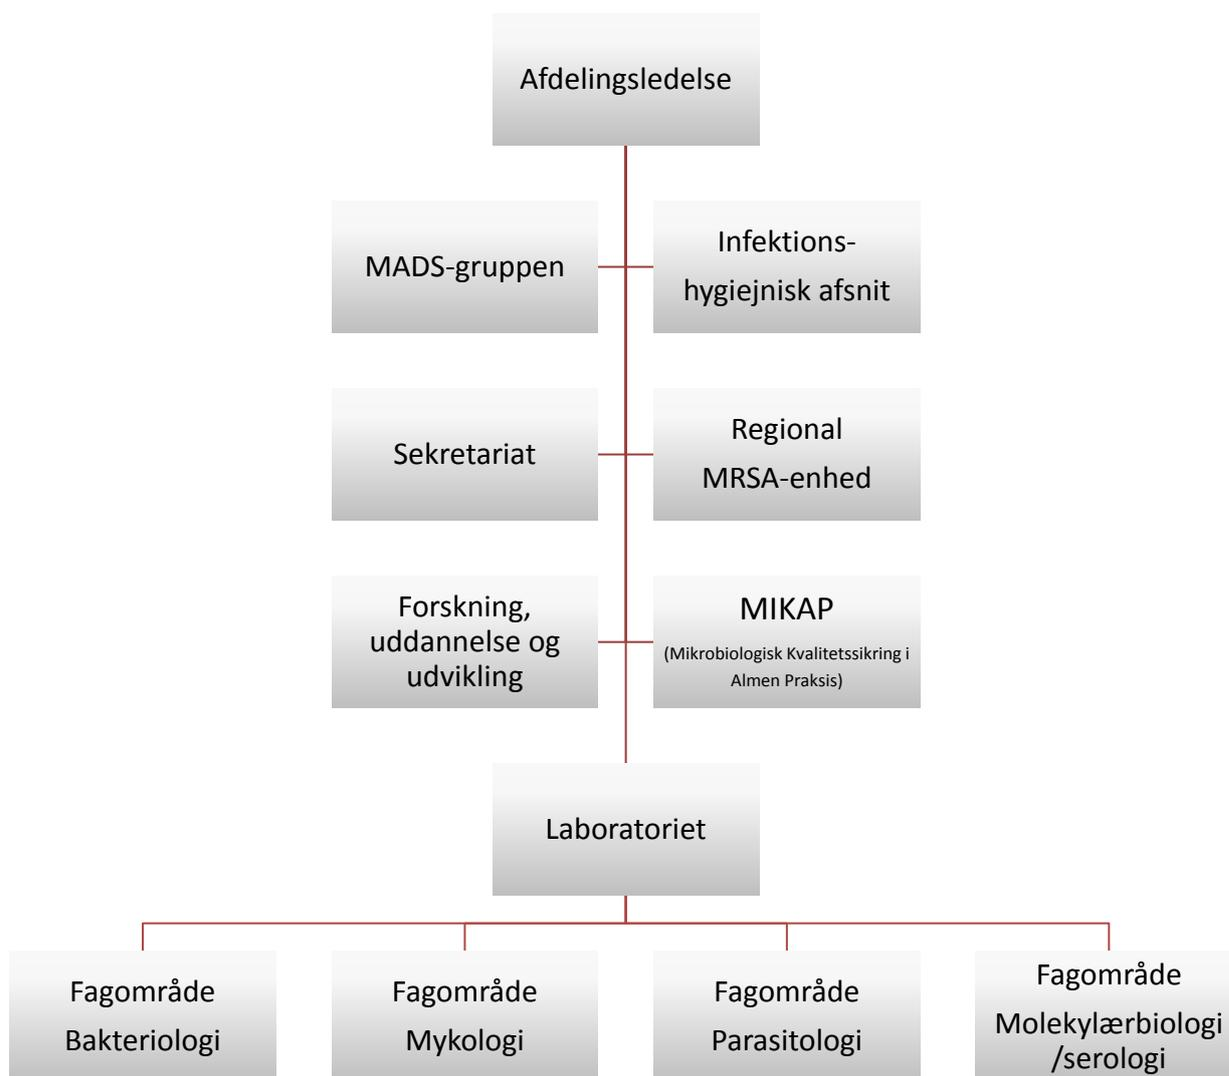 Afdelingsledelse
MADS-gruppen
Infektions-
hygiejnisk afsnit
Sekretariat
Regional
MRSA-enhed
Forskning,
uddannelse og
udvikling
MIKAP
(Mikrobiologisk Kvalitetssikring i
Almen Praksis)
Laboratoriet
Fagområde
Bakteriologi
Fagområde
Mykologi
Fagområde
Parasitologi
Fagområde
Molekylærbiologi
/serologi